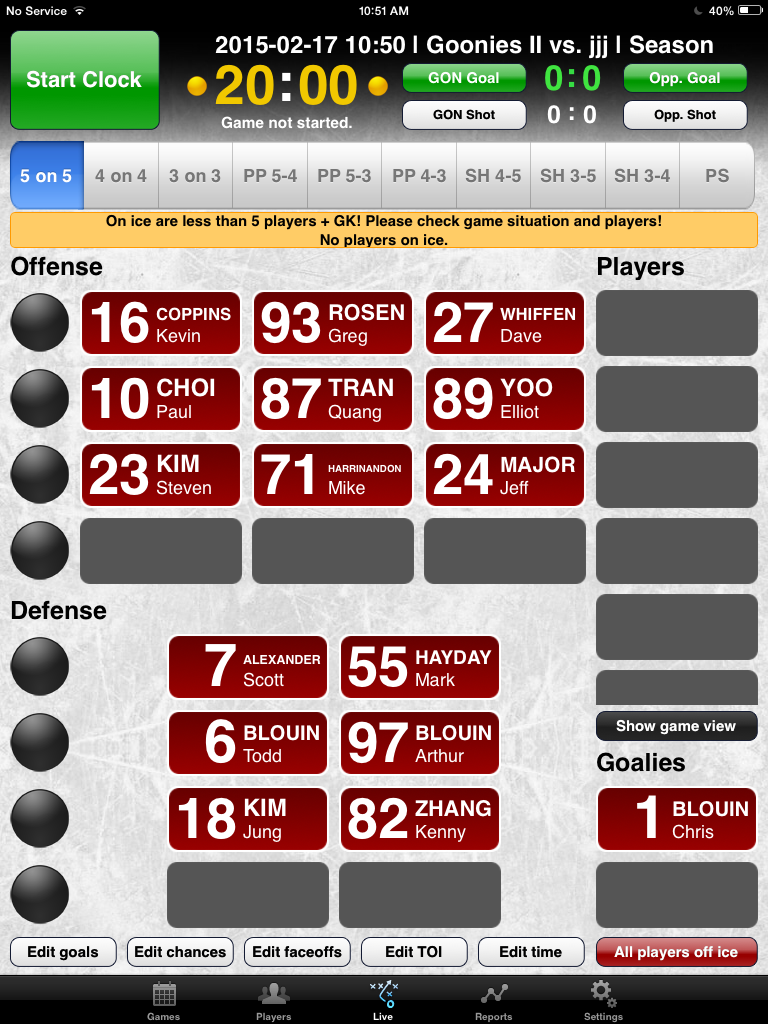 No Service 10:51 AM 40%
Start Clock
2015-02-17 10:50 | Goonies II vs. jjj | Season
20:00
Game not started.
GON Goal 0:0 Opp. Goal
GON Shot 0:0 Opp. Shot
5 on 5 4 on 4 3 on 3 PP 5-4 PP 5-3 PP 4-3 SH 4-5 SH 3-5 SH 3-4 PS
On ice are less than 5 players + GK! Please check game situation and players!
No players on ice.
Offense
16 COPPINS Kevin
93 ROSEN Greg
27 WHIFFEN Dave
10 CHOI Paul
87 TRAN Quang
89 YOO Elliot
23 KIM Steven
71 HARRINANDON Mike
24 MAJOR Jeff
Defense
7 ALEXANDER Scott
55 HAYDAY Mark
6 BLOUIN Todd
97 BLOUIN Arthur
18 KIM Jung
82 ZHANG Kenny
Players
Show game view
Goalies
1 BLOUIN Chris
Edit goals Edit chances Edit faceoffs Edit TOI Edit time All players off ice
Games Players Live Reports Settings